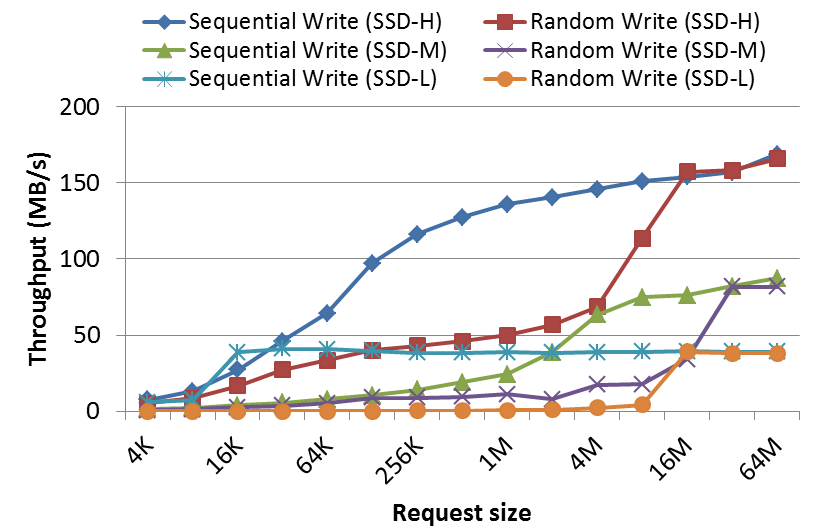 Sequential Write (SSD-H) Random Write (SSD-H)
Sequential Write (SSD-M) Random Write (SSD-M)
Sequential Write (SSD-L) Random Write (SSD-L)
200
150
100
50
0
Throughput (MB/s)
4K 16K 64K 256K 1M 4M 16M 64M
Request size